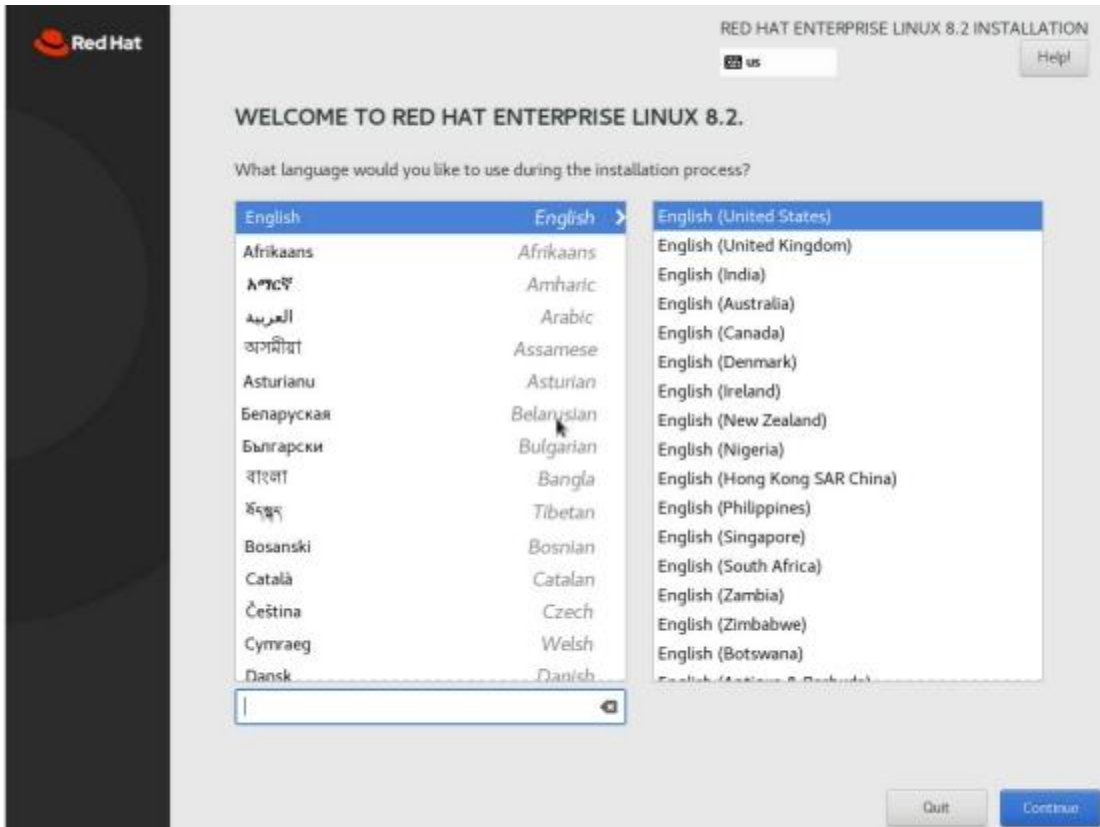 Red Hat
RED HAT ENTERPRISE LINUX 8.2 INSTALLATION
us
Help!
WELCOME TO RED HAT ENTERPRISE LINUX 8.2.
What language would you like to use during the installation process?
English English
Afrikaans Afrikaans
አማርኛ Amharic
العربية Arabic
অসমীয়া Assamese
Asturianu Asturian
Беларуская Belarusian
Български Bulgarian
বাংলা Bangla
Tibetan
Bosanski Bosnian
Català Catalan
Čeština Czech
Cymraeg Welsh
Dansk Danish
English (United States)
English (United Kingdom)
English (India)
English (Australia)
English (Canada)
English (Denmark)
English (Ireland)
English (New Zealand)
English (Nigeria)
English (Hong Kong SAR China)
English (Philippines)
English (Singapore)
English (South Africa)
English (Zambia)
English (Zimbabwe)
English (Botswana)
English (Antigua & Barbuda)
Quit
Continue